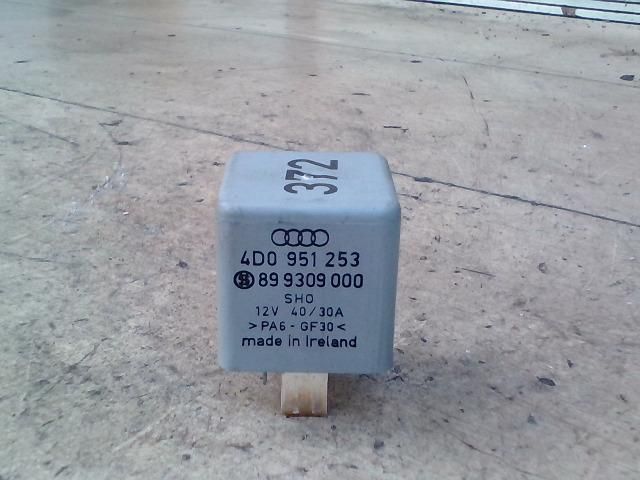 372
4D0 951 253
89 9309 000
SHO
12V 40/30A
>PA6-GF30<
made in Ireland